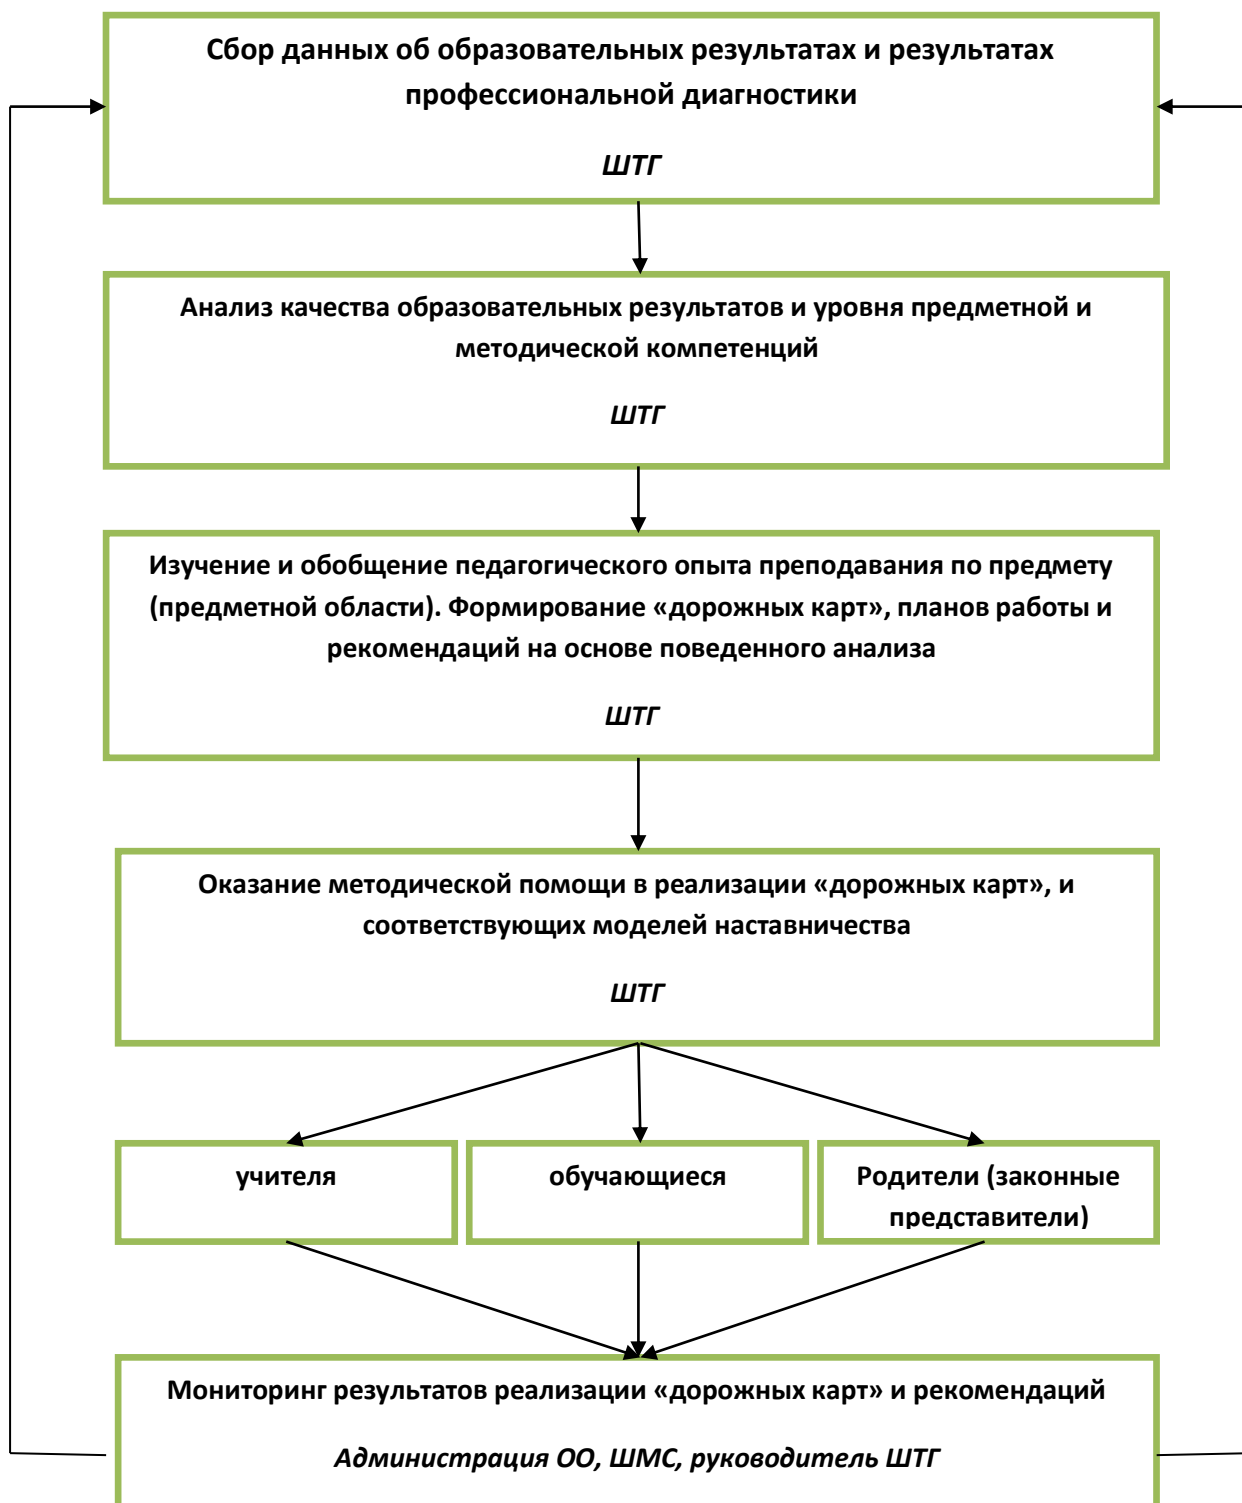 Сбор данных об образовательных результатах и результатах
профессиональной диагностики
ШТГ
Анализ качества образовательных результатов и уровня предметной и
методической компетенций
ШТГ
Изучение и обобщение педагогического опыта преподавания по предмету
(предметной области). Формирование «дорожных карт», планов работы и
рекомендаций на основе поведенного анализа
ШТГ
Оказание методической помощи в реализации «дорожных карт», и
соответствующих моделей наставничества
ШТГ
учителя
обучающиеся
Родители (законные
представители)
Мониторинг результатов реализации «дорожных карт» и рекомендаций
Администрация ОО, ШМС, руководитель ШТГ